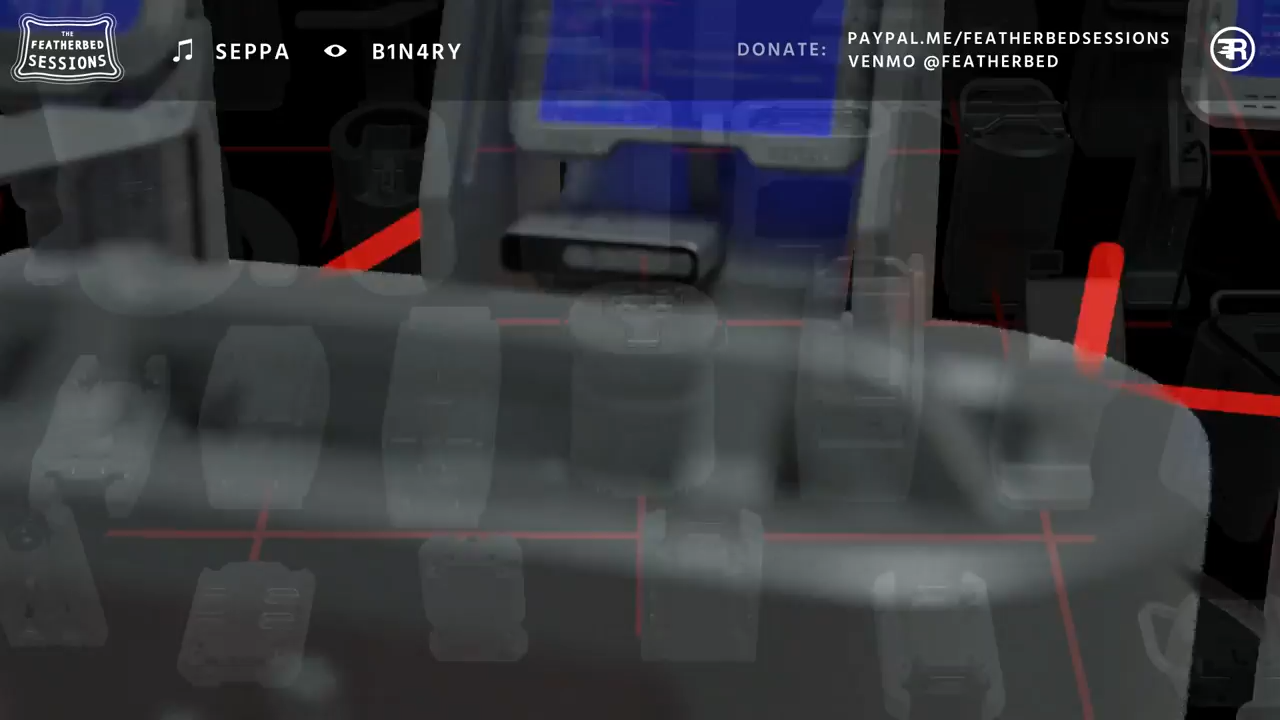 THE
FEATHERBED
SESSIONS
SEPPA
B1N4RY
DONATE:
PAYPAL.ME/FEATHERBEDSESSIONS
VENMO @FEATHERBED
R